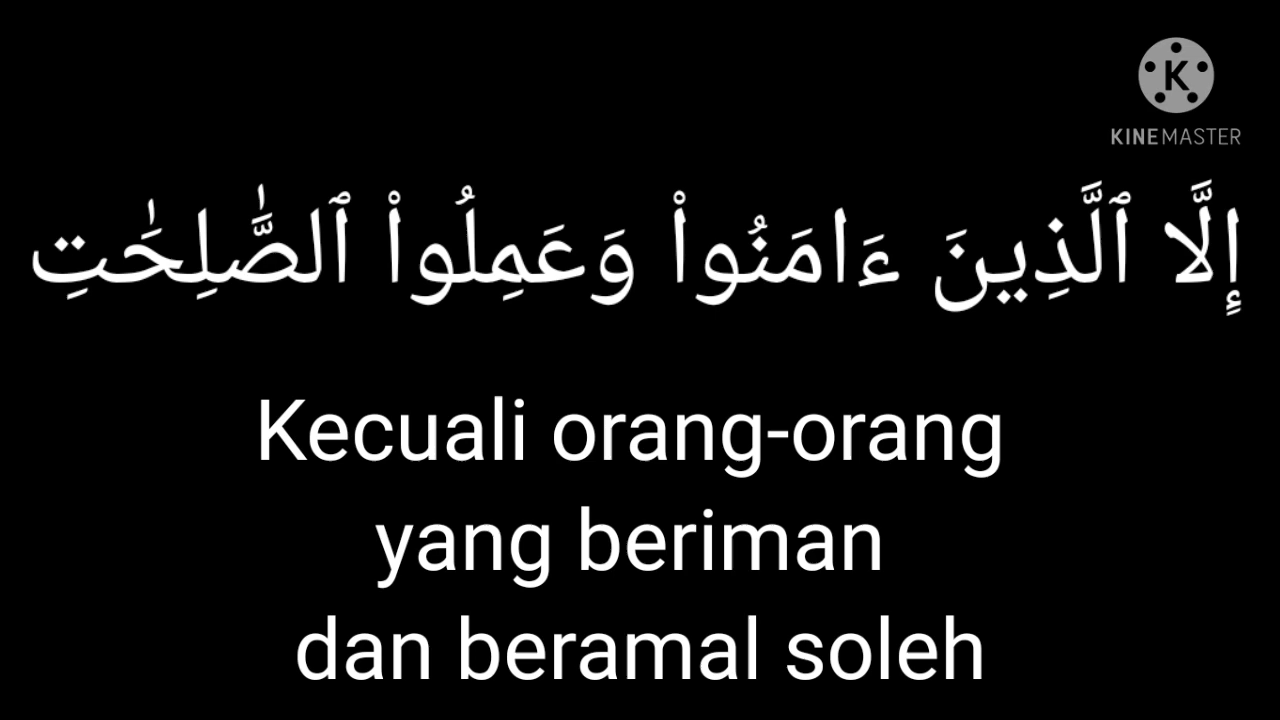 K
KINEMASTER
إِلَّا ٱلَّذِينَ ءَامَنُوا۟ وَعَمِلُوا۟ ٱلصَّٰلِحَٰتِ
Kecuali orang-orang
yang beriman
dan beramal soleh